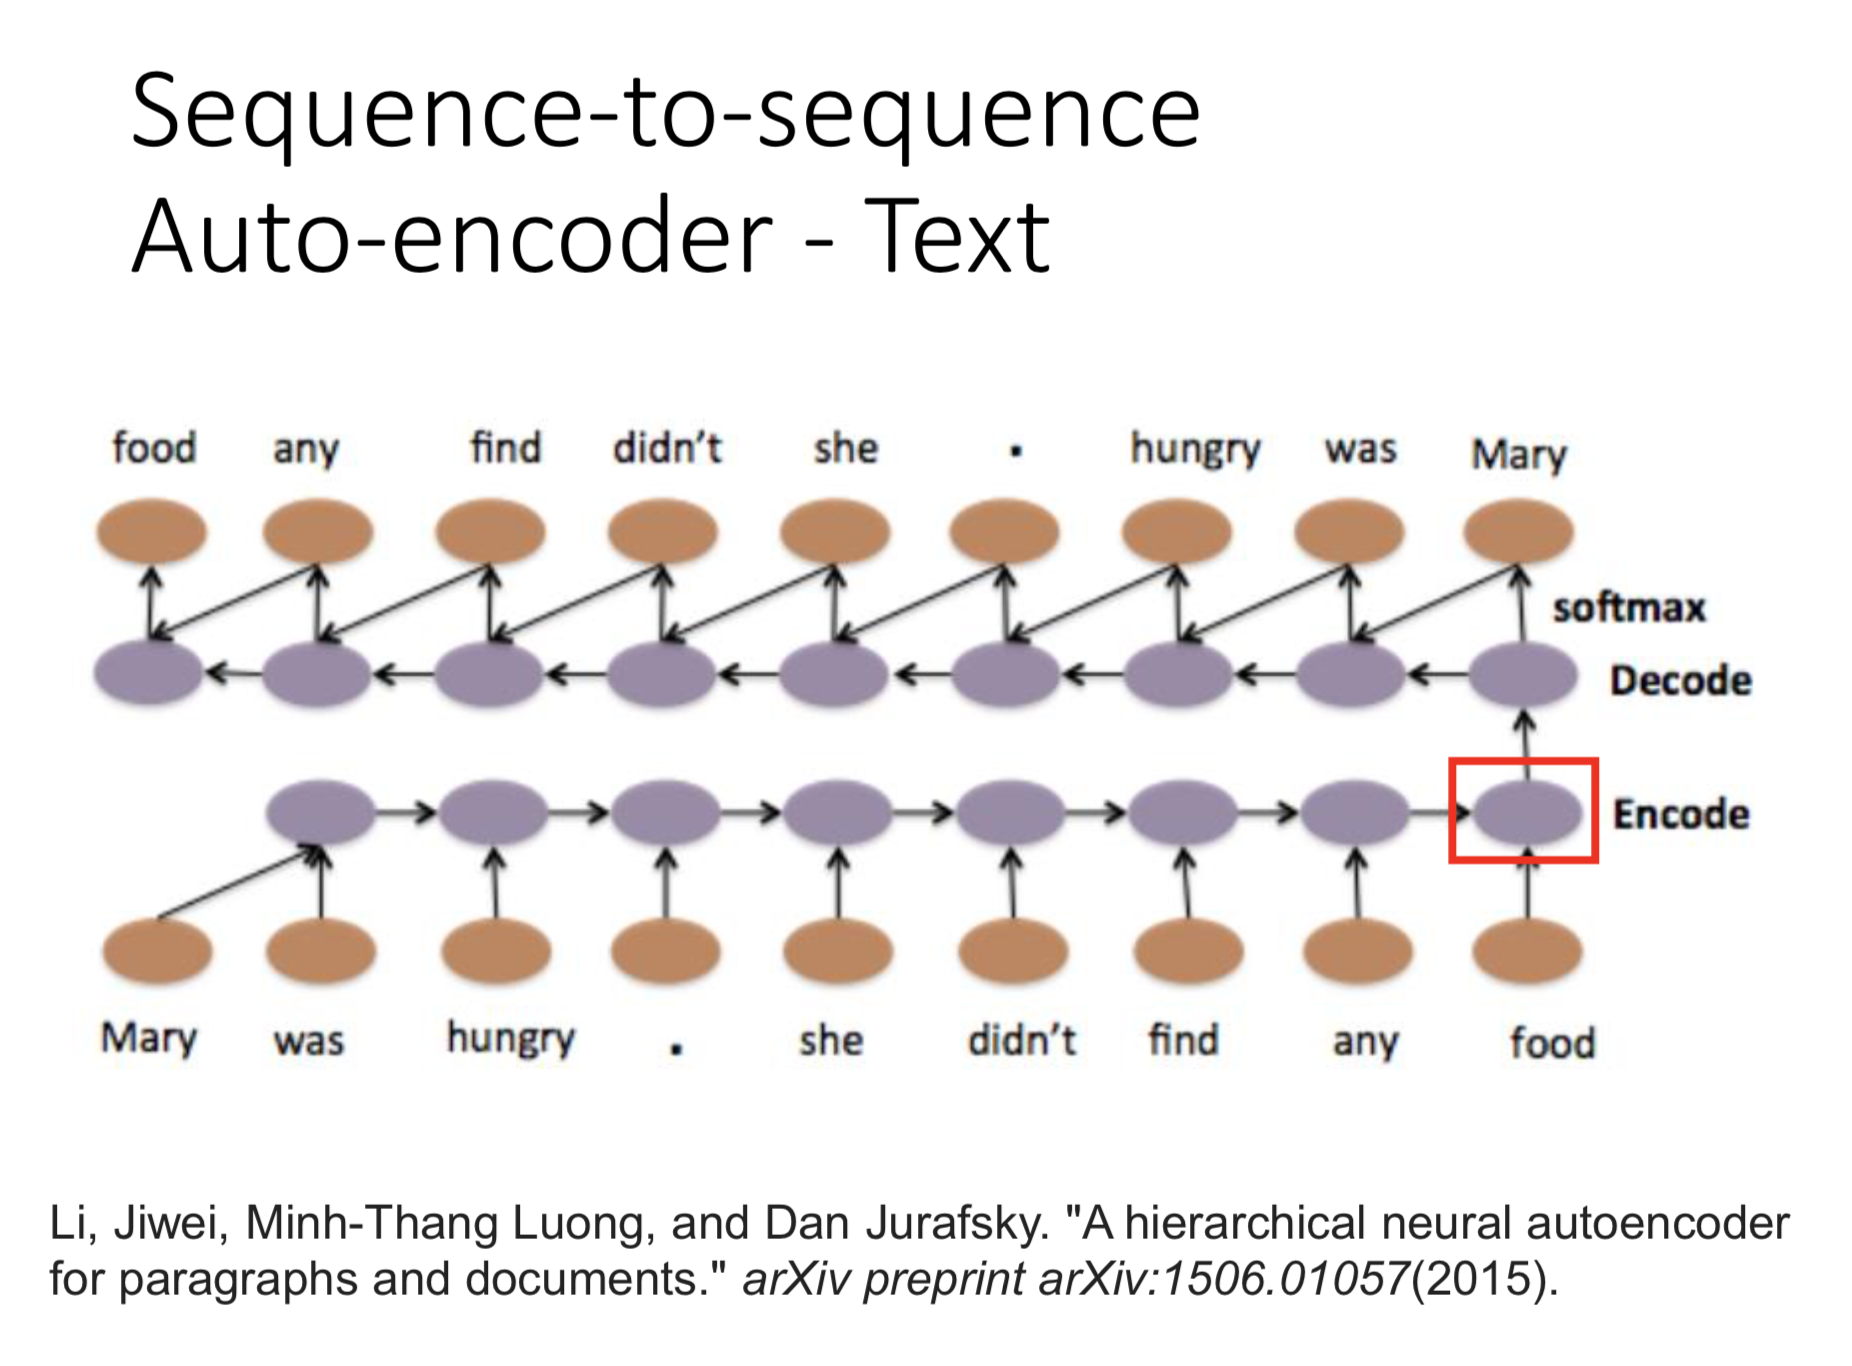 Sequence-to-sequence
Auto-encoder - Text
food any find didn't she . hungry was Mary
softmax
Decode
Encode
Mary was hungry . she didn't find any food
Li, Jiwei, Minh-Thang Luong, and Dan Jurafsky. "A hierarchical neural autoencoder
for paragraphs and documents." arXiv preprint arXiv:1506.01057(2015).